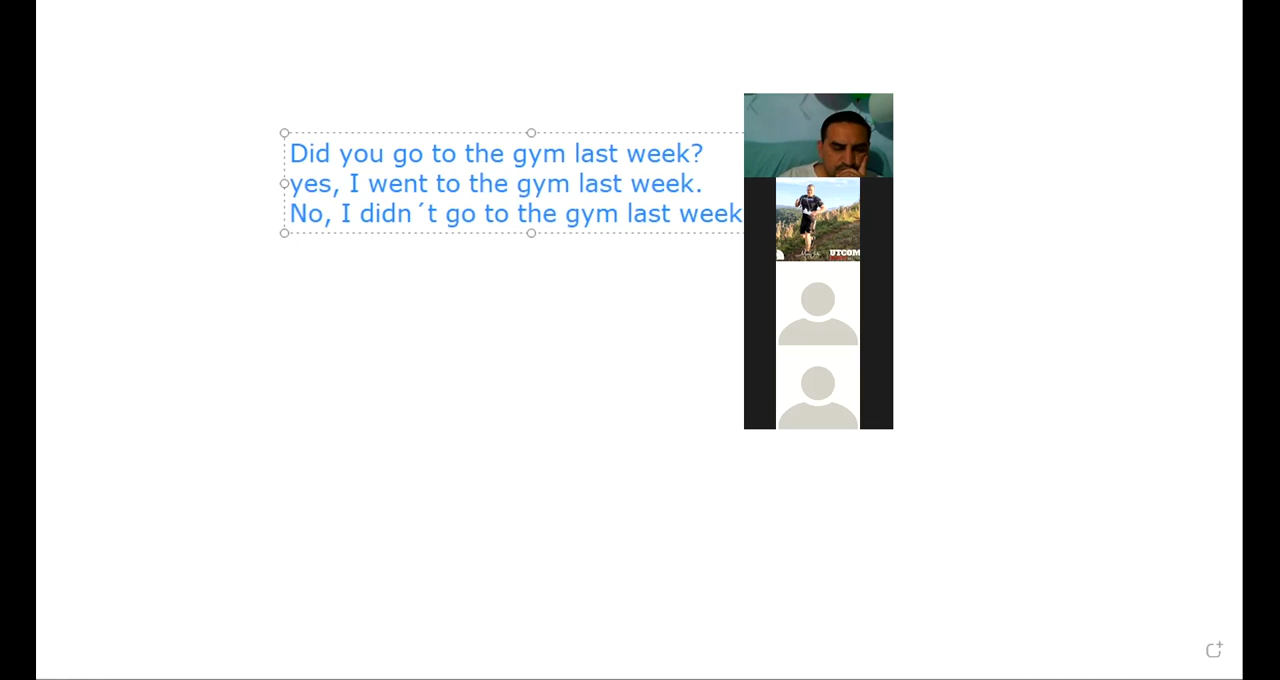 Did you go to the gym last week?
yes, I went to the gym last week.
No, I didn´t go to the gym last week
UTCOM